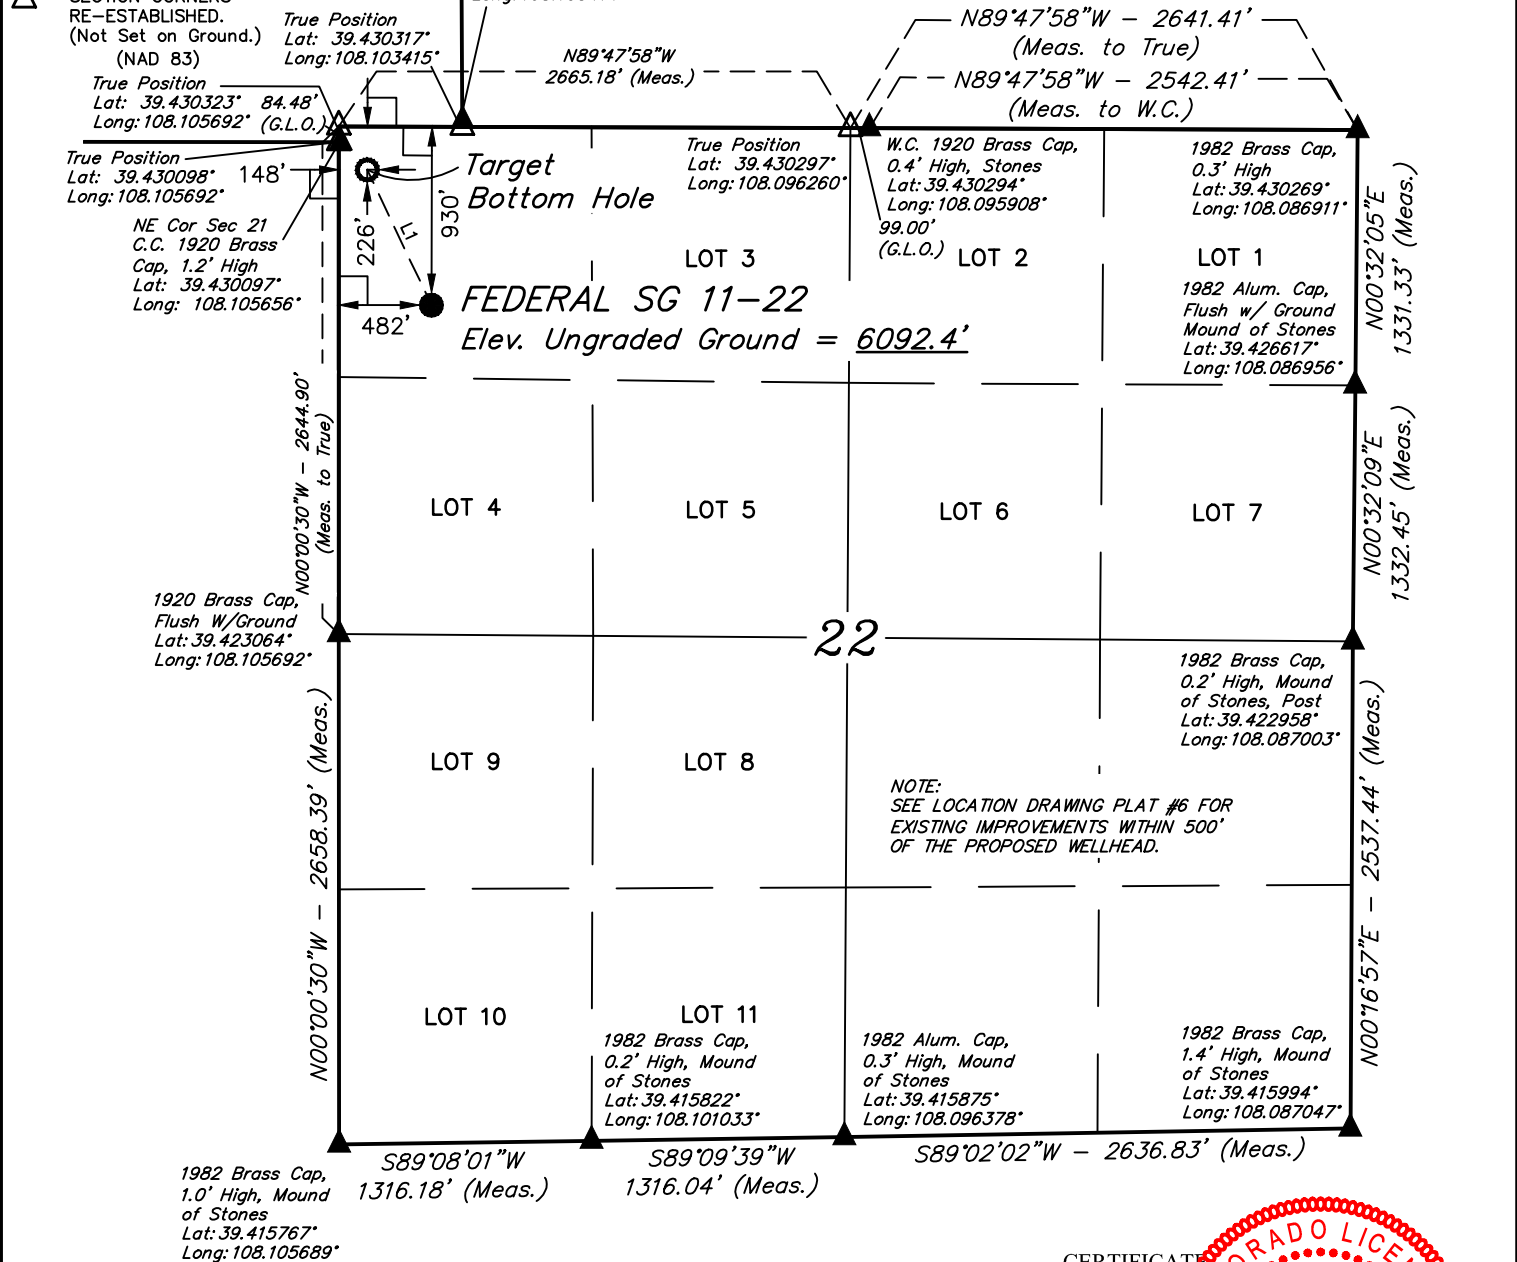 RE-ESTABLISHED.
(Not Set on Ground.)
(NAD 83)
True Position
Lat: 39.430317°
Long: 108.103415°
N89°47'58"W
2665.18' (Meas.)
N89°47'58"W - 2641.41'
(Meas. to True)
N89°47'58"W - 2542.41'
(Meas. to W.C.)
True Position
Lat: 39.430323°
Long: 108.105692°
84.48'
(G.L.O.)
True Position
Lat: 39.430098°
Long: 108.105692°
148'
NE Cor Sec 21
C.C. 1920 Brass
Cap, 1.2' High
Lat: 39.430097°
Long: 108.105656°
Target
Bottom Hole
930'
226'
L1
482'
FEDERAL SG 11-22
Elev. Ungraded Ground = 6092.4'
True Position
Lat: 39.430297°
Long: 108.096260°
W.C. 1920 Brass Cap,
0.4' High, Stones
Lat: 39.430294°
Long: 108.095908°
99.00'
(G.L.O.)
1982 Brass Cap,
0.3' High
Lat: 39.430269°
Long: 108.086911°
LOT 3
LOT 2
LOT 1
N00°32'05"E
1331.33' (Meas.)
1982 Alum. Cap,
Flush w/ Ground
Mound of Stones
Lat: 39.426617°
Long: 108.086956°
N00°00'30"W - 2644.90'
(Meas. to True)
LOT 4
LOT 5
LOT 6
LOT 7
N00°32'09"E
1332.45' (Meas.)
1920 Brass Cap,
Flush W/Ground
Lat: 39.423064°
Long: 108.105692°
22
1982 Brass Cap,
0.2' High, Mound
of Stones, Post
Lat: 39.422958°
Long: 108.087003°
LOT 9
LOT 8
NOTE:
SEE LOCATION DRAWING PLAT #6 FOR
EXISTING IMPROVEMENTS WITHIN 500'
OF THE PROPOSED WELLHEAD.
N00°00'30"W - 2658.39' (Meas.)
N00°16'57"E - 2537.44' (Meas.)
LOT 10
LOT 11
1982 Brass Cap,
0.2' High, Mound
of Stones
Lat: 39.415822°
Long: 108.101033°
1982 Alum. Cap,
0.3' High, Mound
of Stones
Lat: 39.415875°
Long: 108.096378°
1982 Brass Cap,
1.4' High, Mound
of Stones
Lat: 39.415994°
Long: 108.087047°
S89°08'01"W
1316.18' (Meas.)
S89°09'39"W
1316.04' (Meas.)
S89°02'02"W - 2636.83' (Meas.)
1982 Brass Cap,
1.0' High, Mound
of Stones
Lat: 39.415767°
Long: 108.105689°